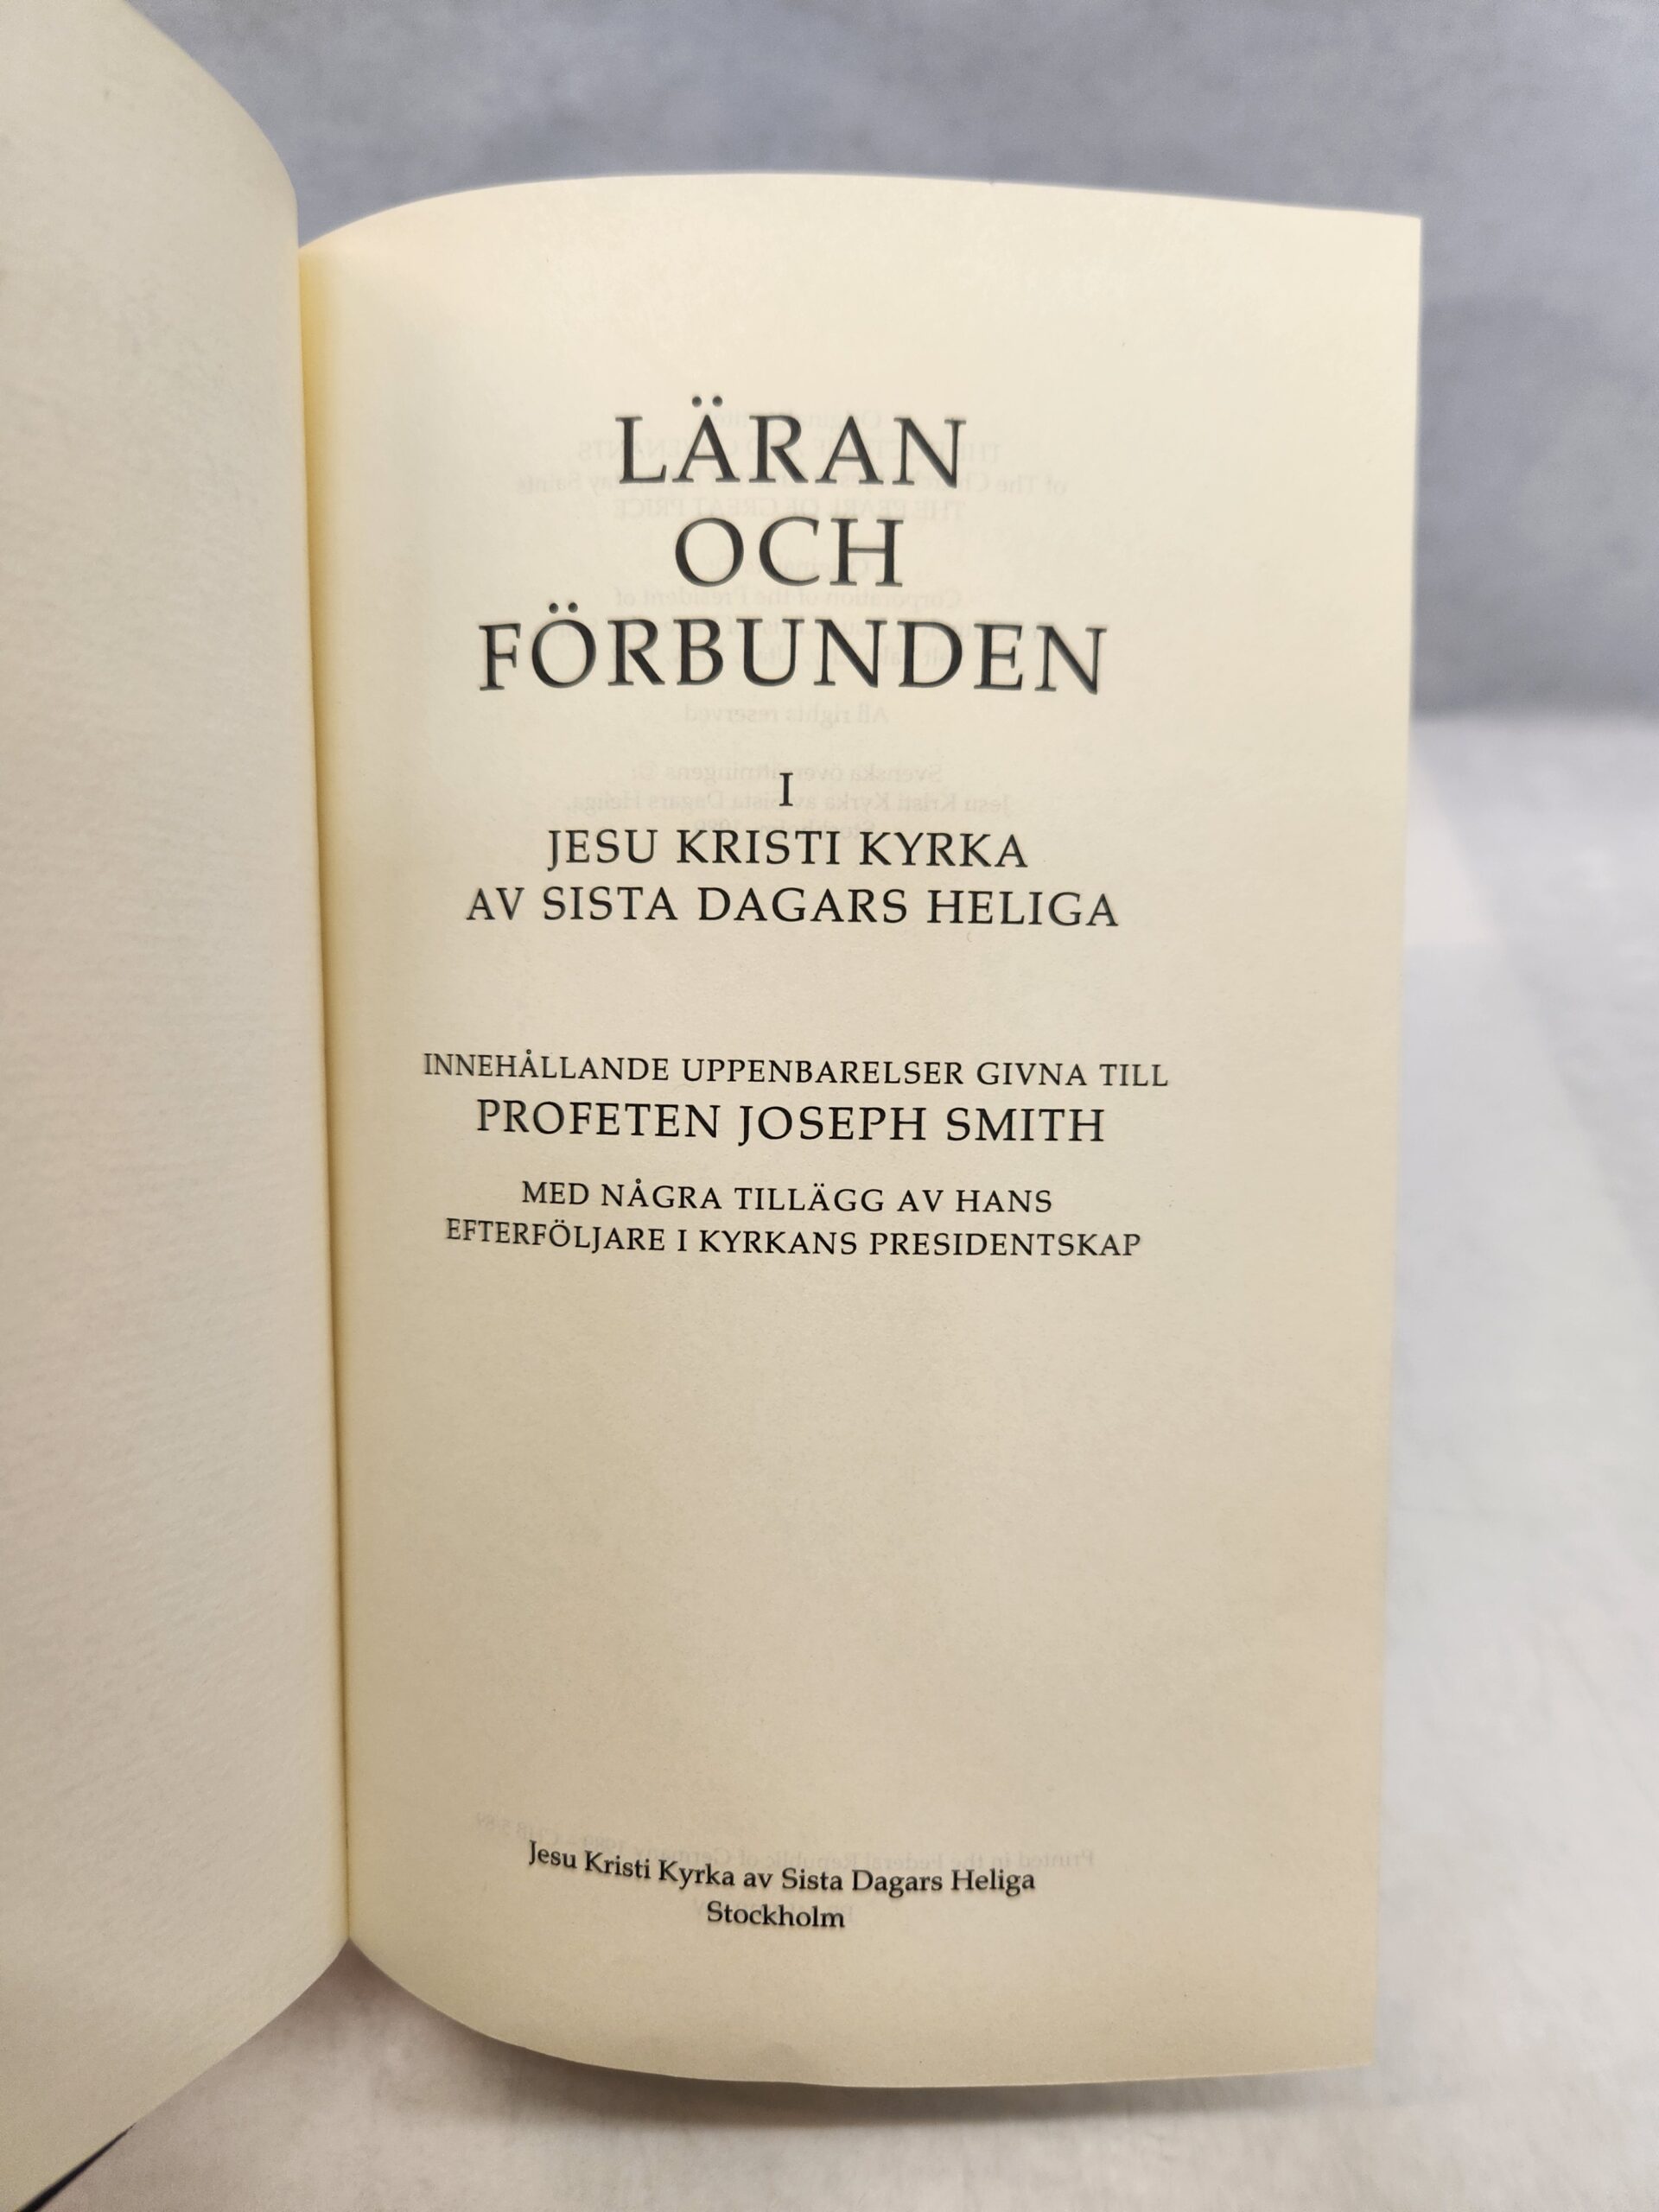 LÄRAN
OCH
FÖRBUNDEN
I
JESU KRISTI KYRKA
AV SISTA DAGARS HELIGA
INNEHÅLLANDE UPPENBARELSER GIVNA TILL
PROFETEN JOSEPH SMITH
MED NÅGRA TILLÄGG AV HANS
EFTERFÖLJARE I KYRKANS PRESIDENTSKAP
Jesu Kristi Kyrka av Sista Dagars Heliga
Stockholm